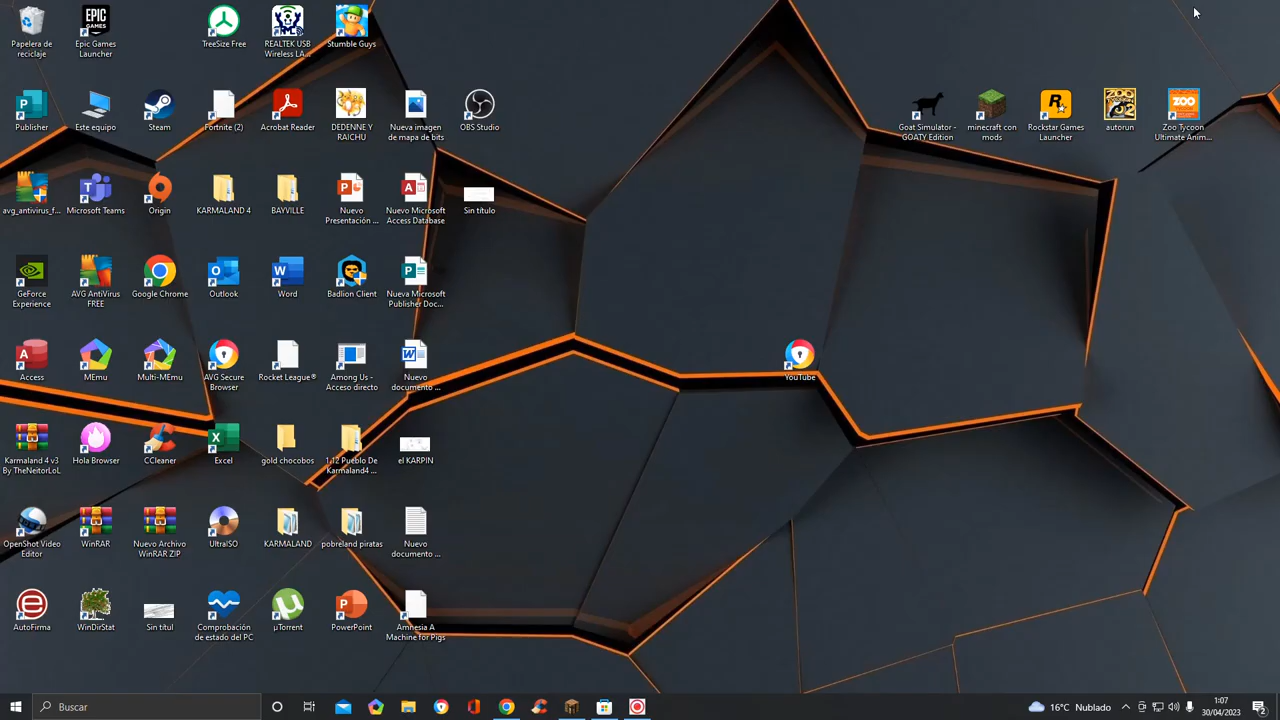 Papelera de
reciclaje
Epic Games
Launcher
TreeSize Free
REALTEK USB
Wireless LA...
Stumble Guys
Publisher
Este equipo
Steam
Fortnite (2)
Acrobat Reader
DEDENNE Y
RAICHU
Nueva imagen
de mapa de bits
OBS Studio
Goat Simulator -
GOATY Edition
minecraft con
mods
Rockstar Games
Launcher
autorun
Zoo Tycoon
Ultimate Anim...
avg_antivirus_f...
Microsoft Teams
Origin
KARMALAND 4
BAYVILLE
Nuevo
Presentación ...
Nuevo Microsoft
Access Database
Sin título
GeForce
Experience
AVG AntiVirus
FREE
Google Chrome
Outlook
Word
Badlion Client
Nueva Microsoft
Publisher Doc...
Access
MEmu
Multi-MEmu
AVG Secure
Browser
Rocket League®
Among Us -
Acceso directo
Nuevo
documento ...
YouTube
Karmaland 4 v3
By TheNeitorLoL
Hola Browser
CCleaner
Excel
gold chocobos
1.12 Pueblo De
Karmaland4 ...
el KARPIN
OpenShot Video
Editor
WinRAR
Nuevo Archivo
WinRAR ZIP
UltraISO
KARMALAND
pobreland piratas
Nuevo
documento ...
AutoFirma
WinDirStat
Sin títul
Comprobación
de estado del PC
µTorrent
PowerPoint
Amnesia A
Machine for Pigs
Buscar
16°C Nublado
1:07
30/04/2023
2